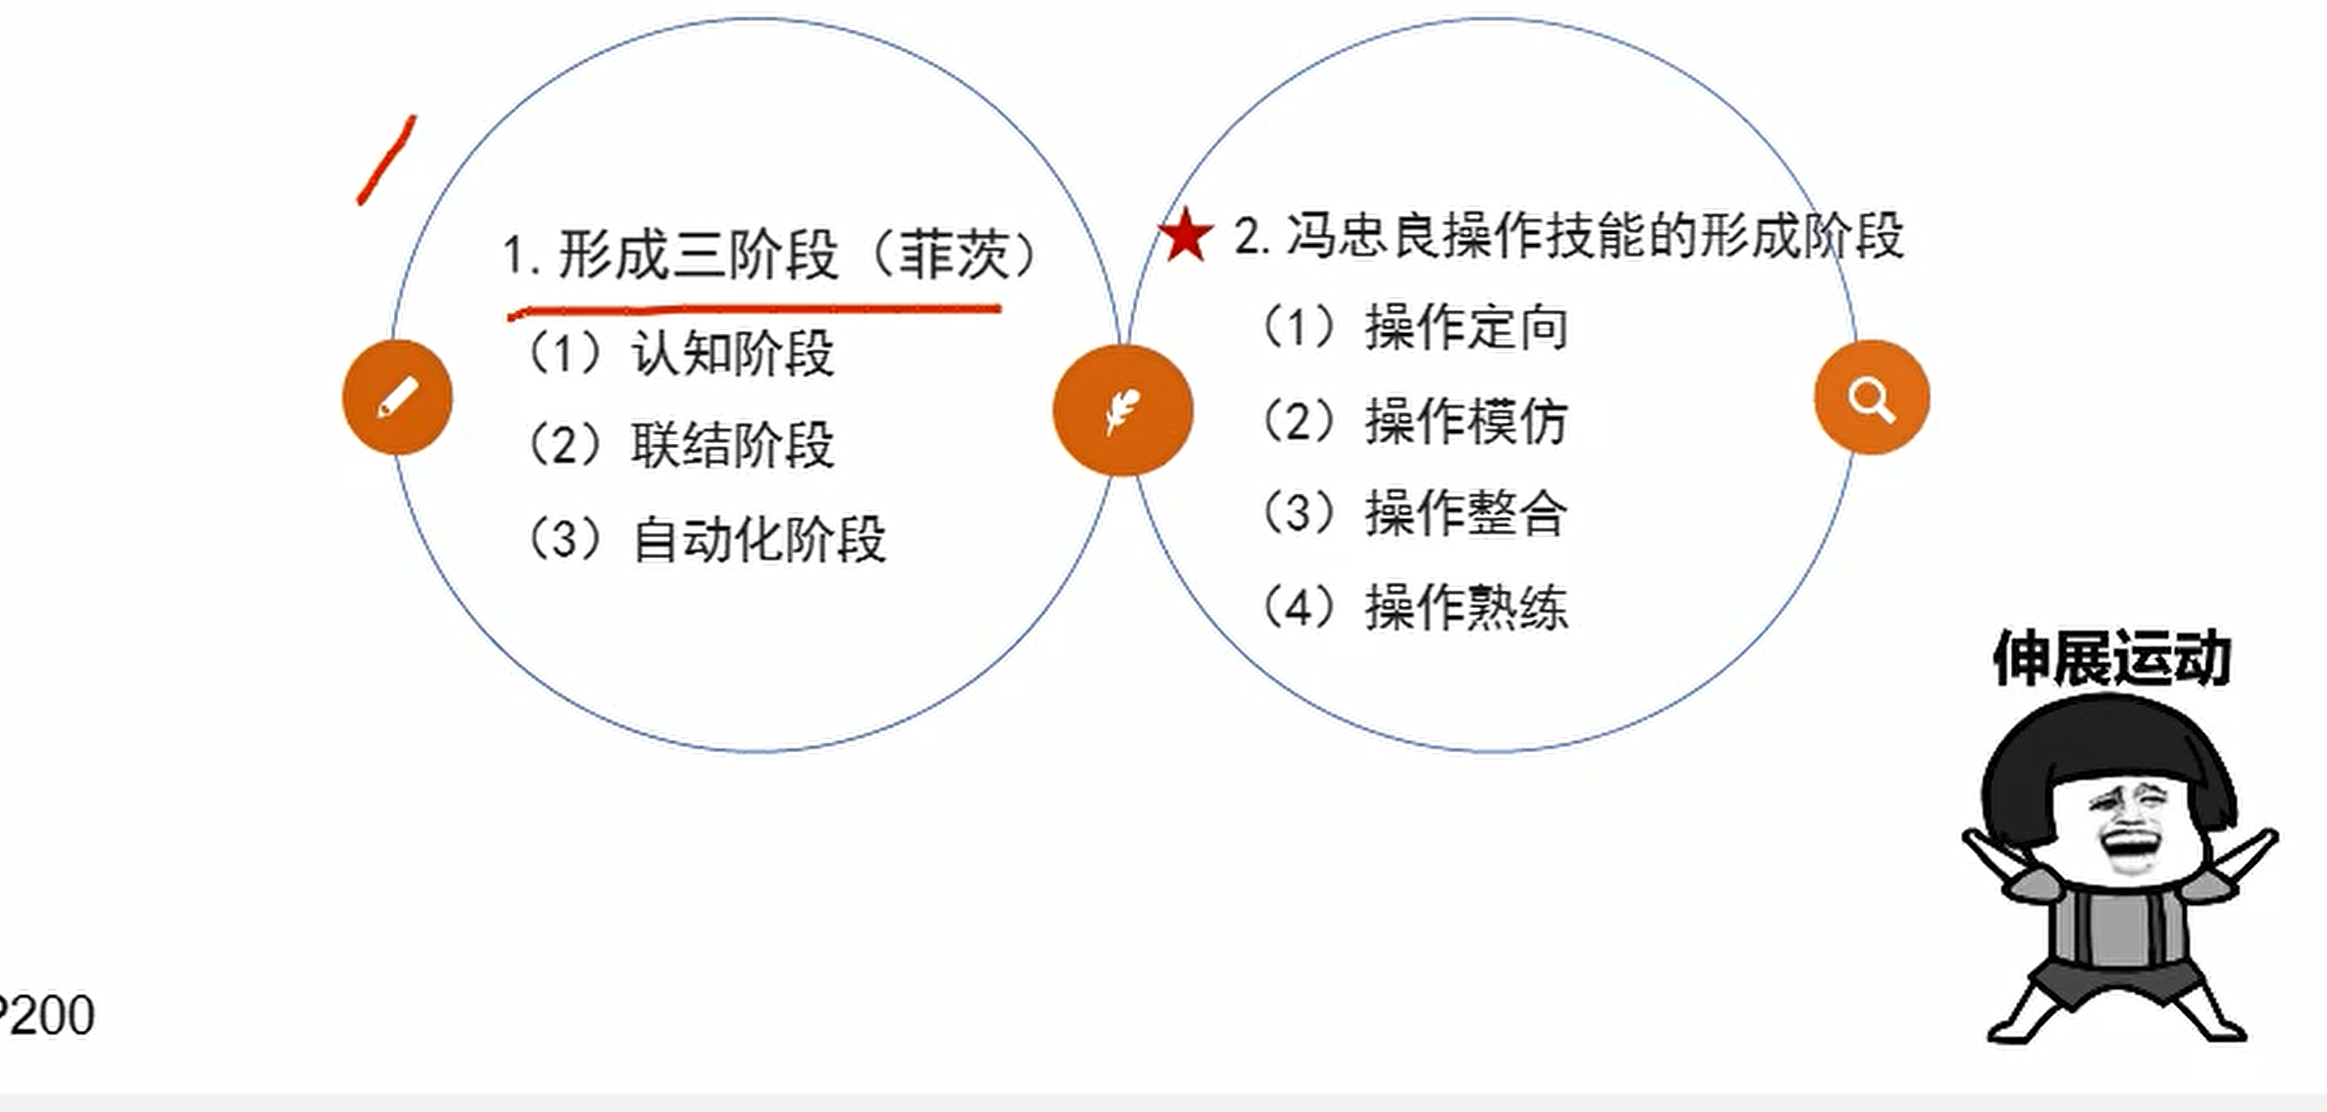 1. 形成三阶段（菲茨）
（1）认知阶段
（2）联结阶段
（3）自动化阶段
★ 2. 冯忠良操作技能的形成阶段
（1）操作定向
（2）操作模仿
（3）操作整合
（4）操作熟练
伸展运动
P200